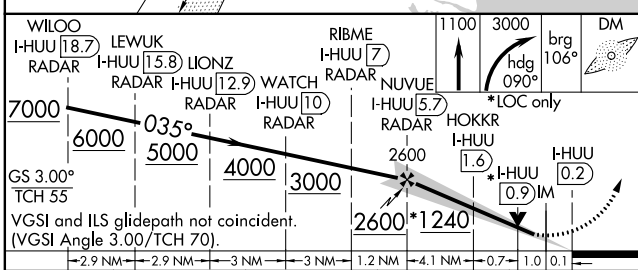 WILOO
I-HUU 18.7
RADAR
LEWUK
I-HUU 15.8
RADAR
LIONZ
I-HUU 12.9
RADAR
WATCH
I-HUU 10
RADAR
RIBME
I-HUU 7
RADAR
NUVUE
I-HUU 5.7
RADAR
HOKKR
I-HUU
1.6
*I-HUU
0.9 IM
I-HUU
0.2
1100
3000
hdg
090°
brg
106°
DM
*LOC only
7000
6000
035°
5000
4000
3000
2600
2600
*1240
GS 3.00°
TCH 55
VGSI and ILS glidepath not coincident.
(VGSI Angle 3.00/TCH 70).
2.9 NM
2.9 NM
3 NM
3 NM
1.2 NM
4.1 NM
0.7
1.0
0.1